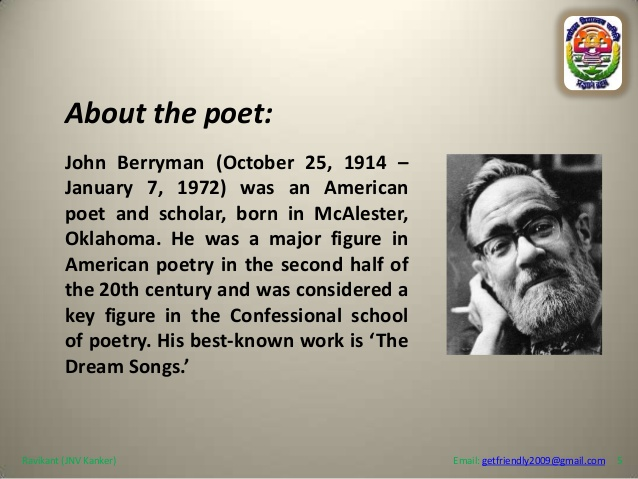 About the poet:
John Berryman (October 25, 1914 –
January 7, 1972) was an American
poet and scholar, born in McAlester,
Oklahoma. He was a major figure in
American poetry in the second half of
the 20th century and was considered a
key figure in the Confessional school
of poetry. His best-known work is ‘The
Dream Songs.’
Ravikant (JNV Kanker)
Email: getfriendly2009@gmail.com 5